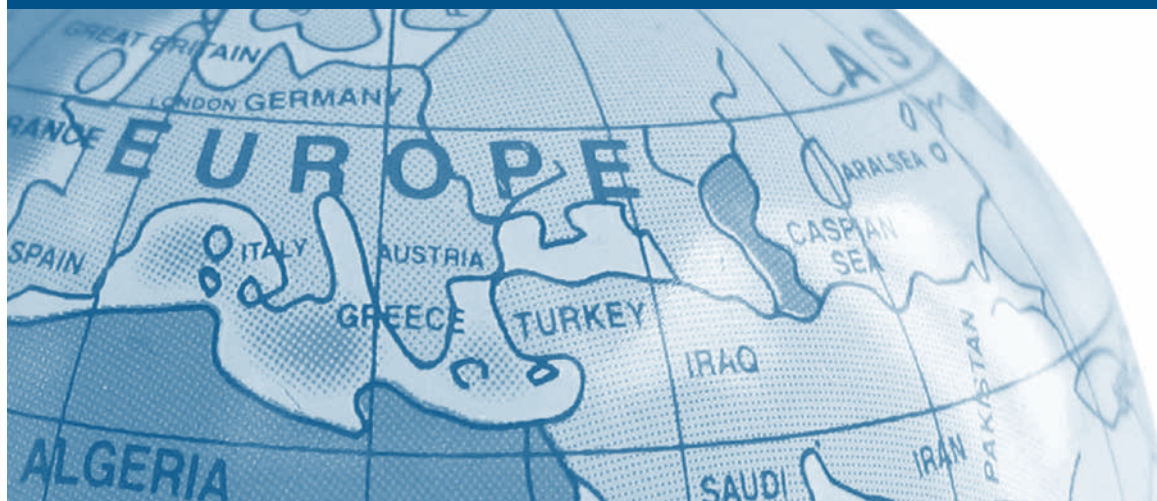 GREAT BRITAIN
LAS
LONDON GERMANY
RANCE
EUROPE
ARALSEA
SPAIN
ITALY
AUSTRIA
CASPIAN
SEA
GREECE
TURKEY
IRAQ
PAKISTAN
ALGERIA
SAUDI
IRAN